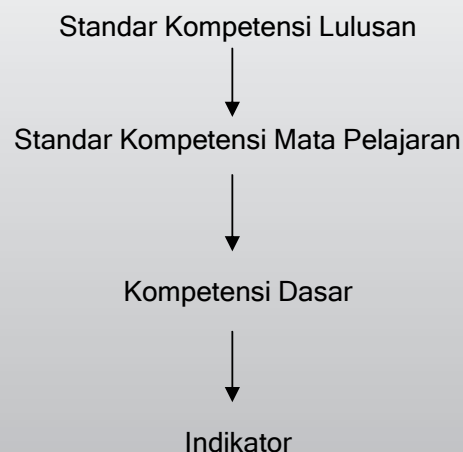 Standar Kompetensi Lulusan
Standar Kompetensi Mata Pelajaran
Kompetensi Dasar
Indikator